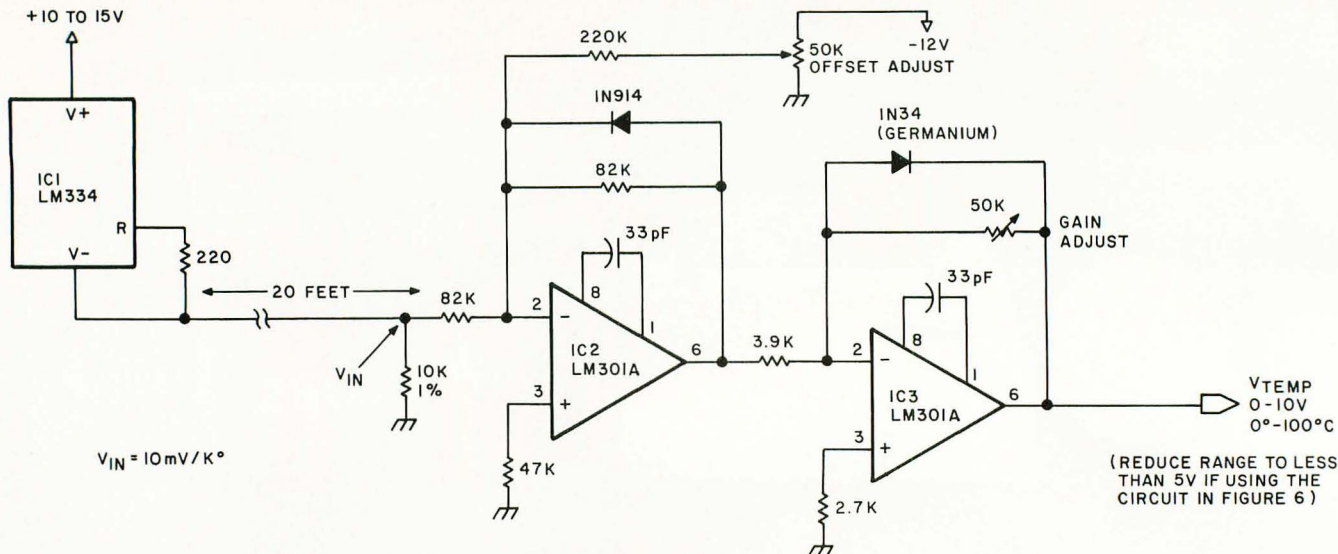 +10 TO 15V
V+
IC1
LM334
R
V-
220
20 FEET
VIN
10K
1%
VIN = 10mV/K°
82K
220K
50K
OFFSET ADJUST
-12V
1N914
82K
33pF
8
1
2
-
IC2
LM301A
6
3
+
47K
3.9K
1N34
(GERMANIUM)
50K
GAIN
ADJUST
33pF
8
1
2
-
IC3
LM301A
6
3
+
2.7K
VTEMP
0-10V
0°-100°C
(REDUCE RANGE TO LESS
THAN 5V IF USING THE
CIRCUIT IN FIGURE 6)